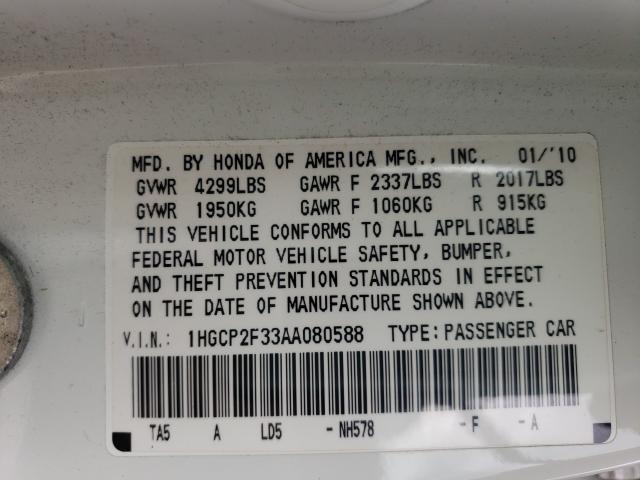 MFD. BY HONDA OF AMERICA MFG., INC. 01/'10
GVWR 4299LBS GAWR F 2337LBS R 2017LBS
GVWR 1950KG GAWR F 1060KG R 915KG
THIS VEHICLE CONFORMS TO ALL APPLICABLE
FEDERAL MOTOR VEHICLE SAFETY, BUMPER,
AND THEFT PREVENTION STANDARDS IN EFFECT
ON THE DATE OF MANUFACTURE SHOWN ABOVE.
V.I.N.: 1HGCP2F33AA080588 TYPE:PASSENGER CAR
TA5 A LD5 -NH578 -F -A